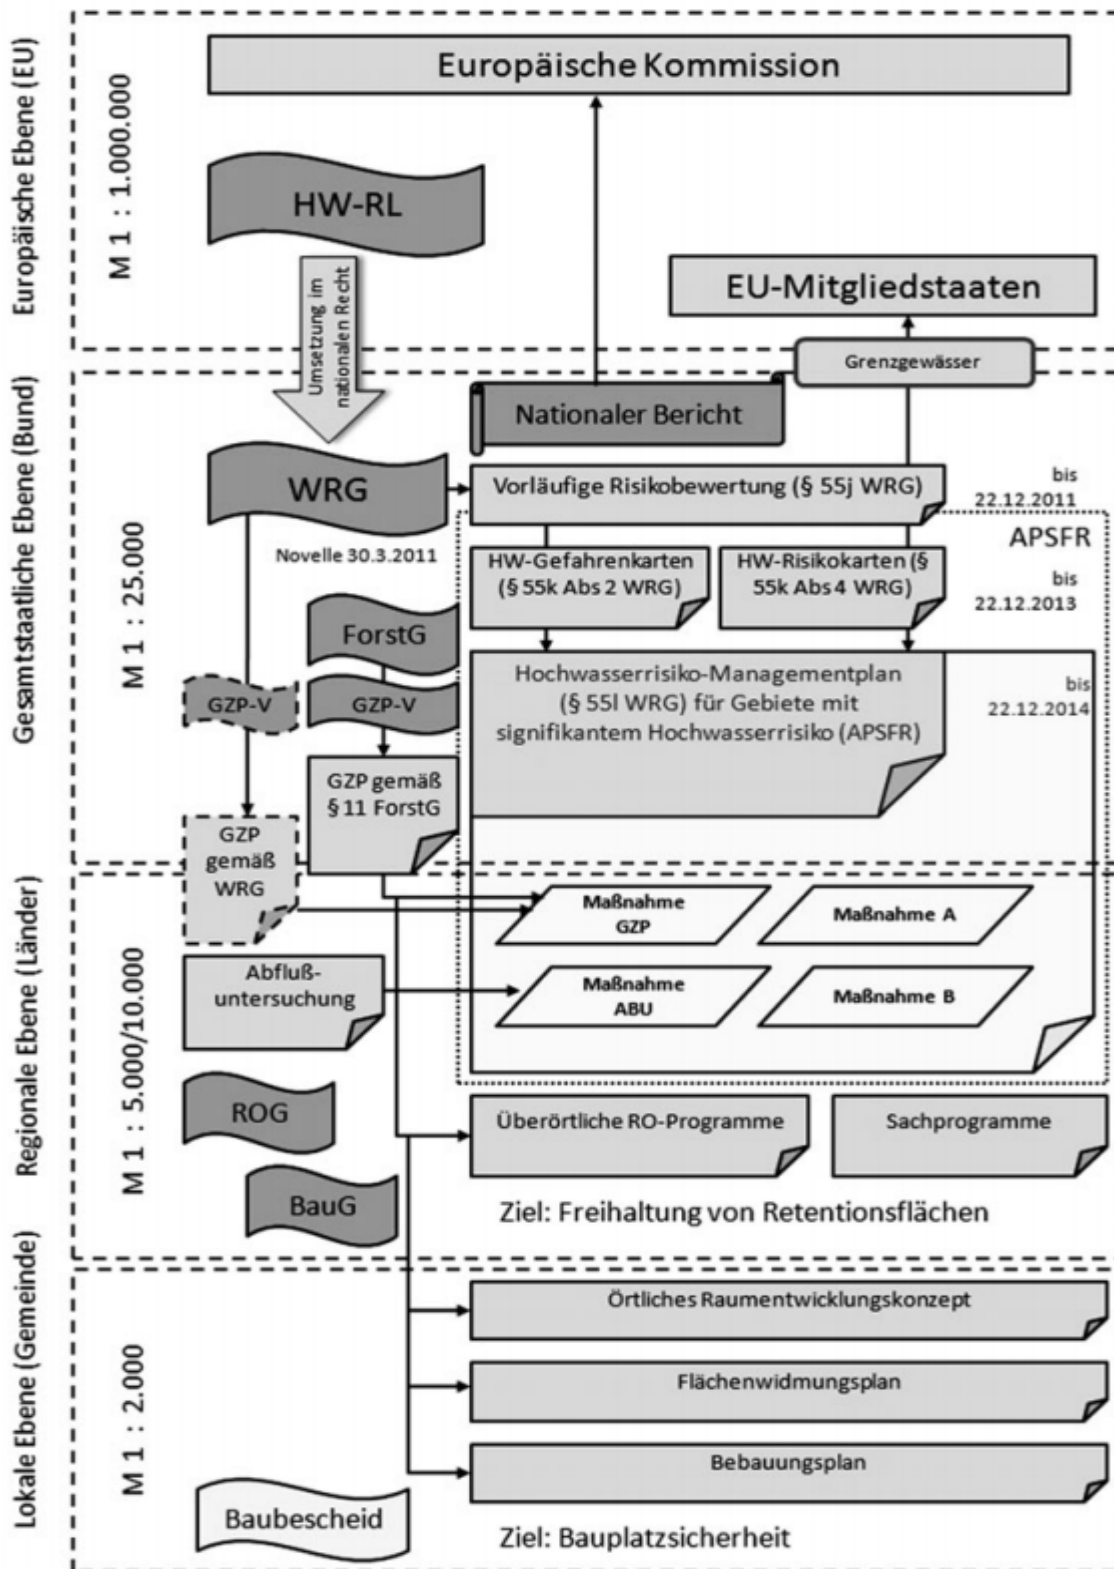 Europäische Ebene (EU)
M 1 : 1.000.000
Europäische Kommission
HW-RL
Umsetzung im
nationalen Recht
EU-Mitgliedstaaten
Grenzgewässer
Gesamtstaatliche Ebene (Bund)
M 1 : 25.000
Nationaler Bericht
WRG
Novelle 30.3.2011
Vorläufige Risikobewertung (§ 55j WRG)
bis
22.12.2011
APSFR
HW-Gefahrenkarten
(§ 55k Abs 2 WRG)
HW-Risikokarten (§
55k Abs 4 WRG)
bis
22.12.2013
ForstG
GZP-V
GZP-V
Hochwasserrisiko-Managementplan
(§ 55l WRG) für Gebiete mit
signifikantem Hochwasserrisiko (APSFR)
bis
22.12.2014
GZP gemäß
§ 11 ForstG
GZP
gemäß
WRG
Regionale Ebene (Länder)
M 1 : 5.000/10.000
Maßnahme
GZP
Maßnahme A
Abfluß-
untersuchung
Maßnahme
ABU
Maßnahme B
ROG
BauG
Überörtliche RO-Programme
Sachprogramme
Ziel: Freihaltung von Retentionsflächen
Lokale Ebene (Gemeinde)
M 1 : 2.000
Örtliches Raumentwicklungskonzept
Flächenwidmungsplan
Bebauungsplan
Baubescheid
Ziel: Bauplatzsicherheit